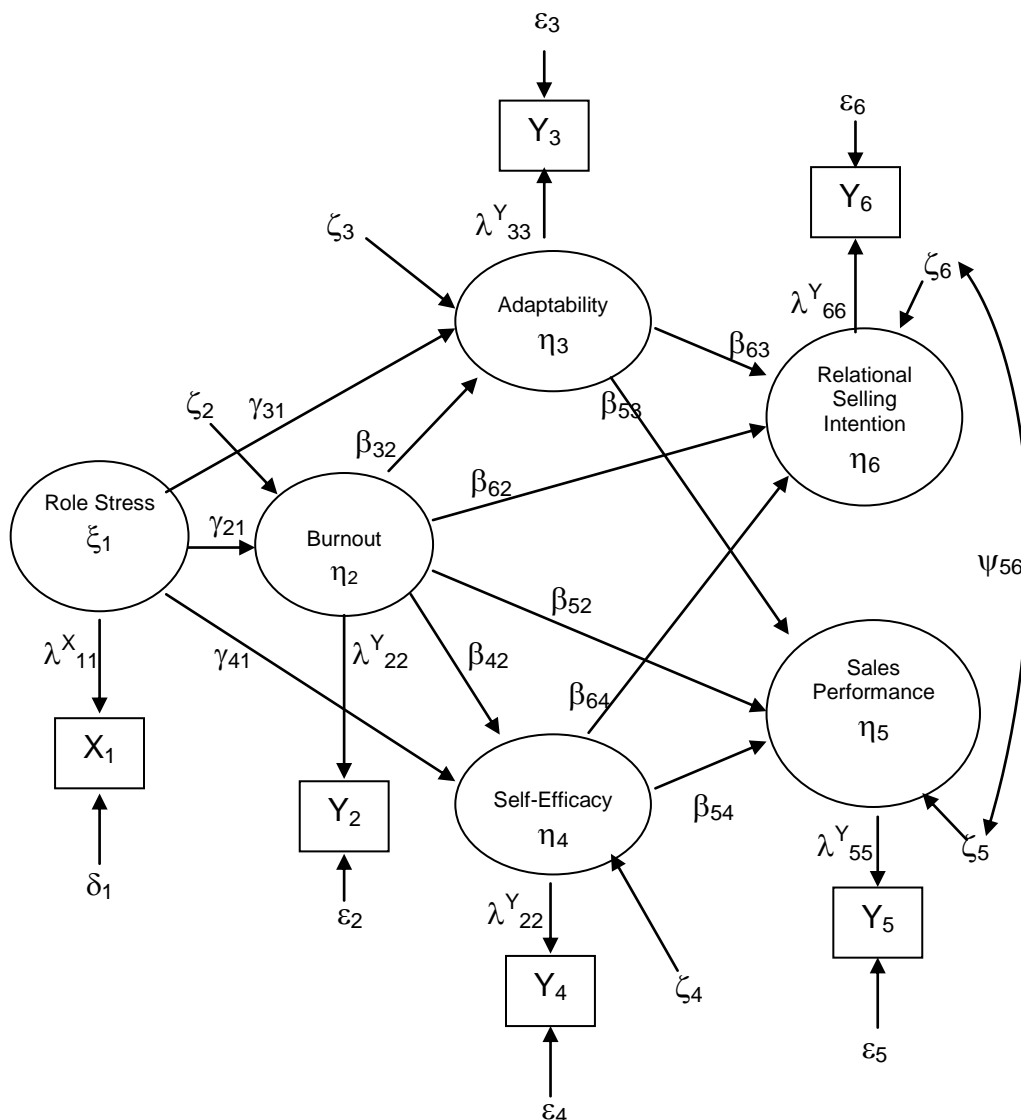 ε3
Y3
ε6
Y6
λY33
ζ3
ζ6
λY66
Adaptability
η3
β63
Relational
Selling
Intention
η6
γ31
ζ2
β32
β53
β62
Role Stress
ξ1
γ21
Burnout
η2
ψ56
β52
λX11
γ41
λY22
β42
β64
Sales
Performance
η5
X1
Y2
Self-Efficacy
η4
β54
λY55
ζ5
δ1
ε2
λY22
Y5
Y4
ζ4
ε5
ε4